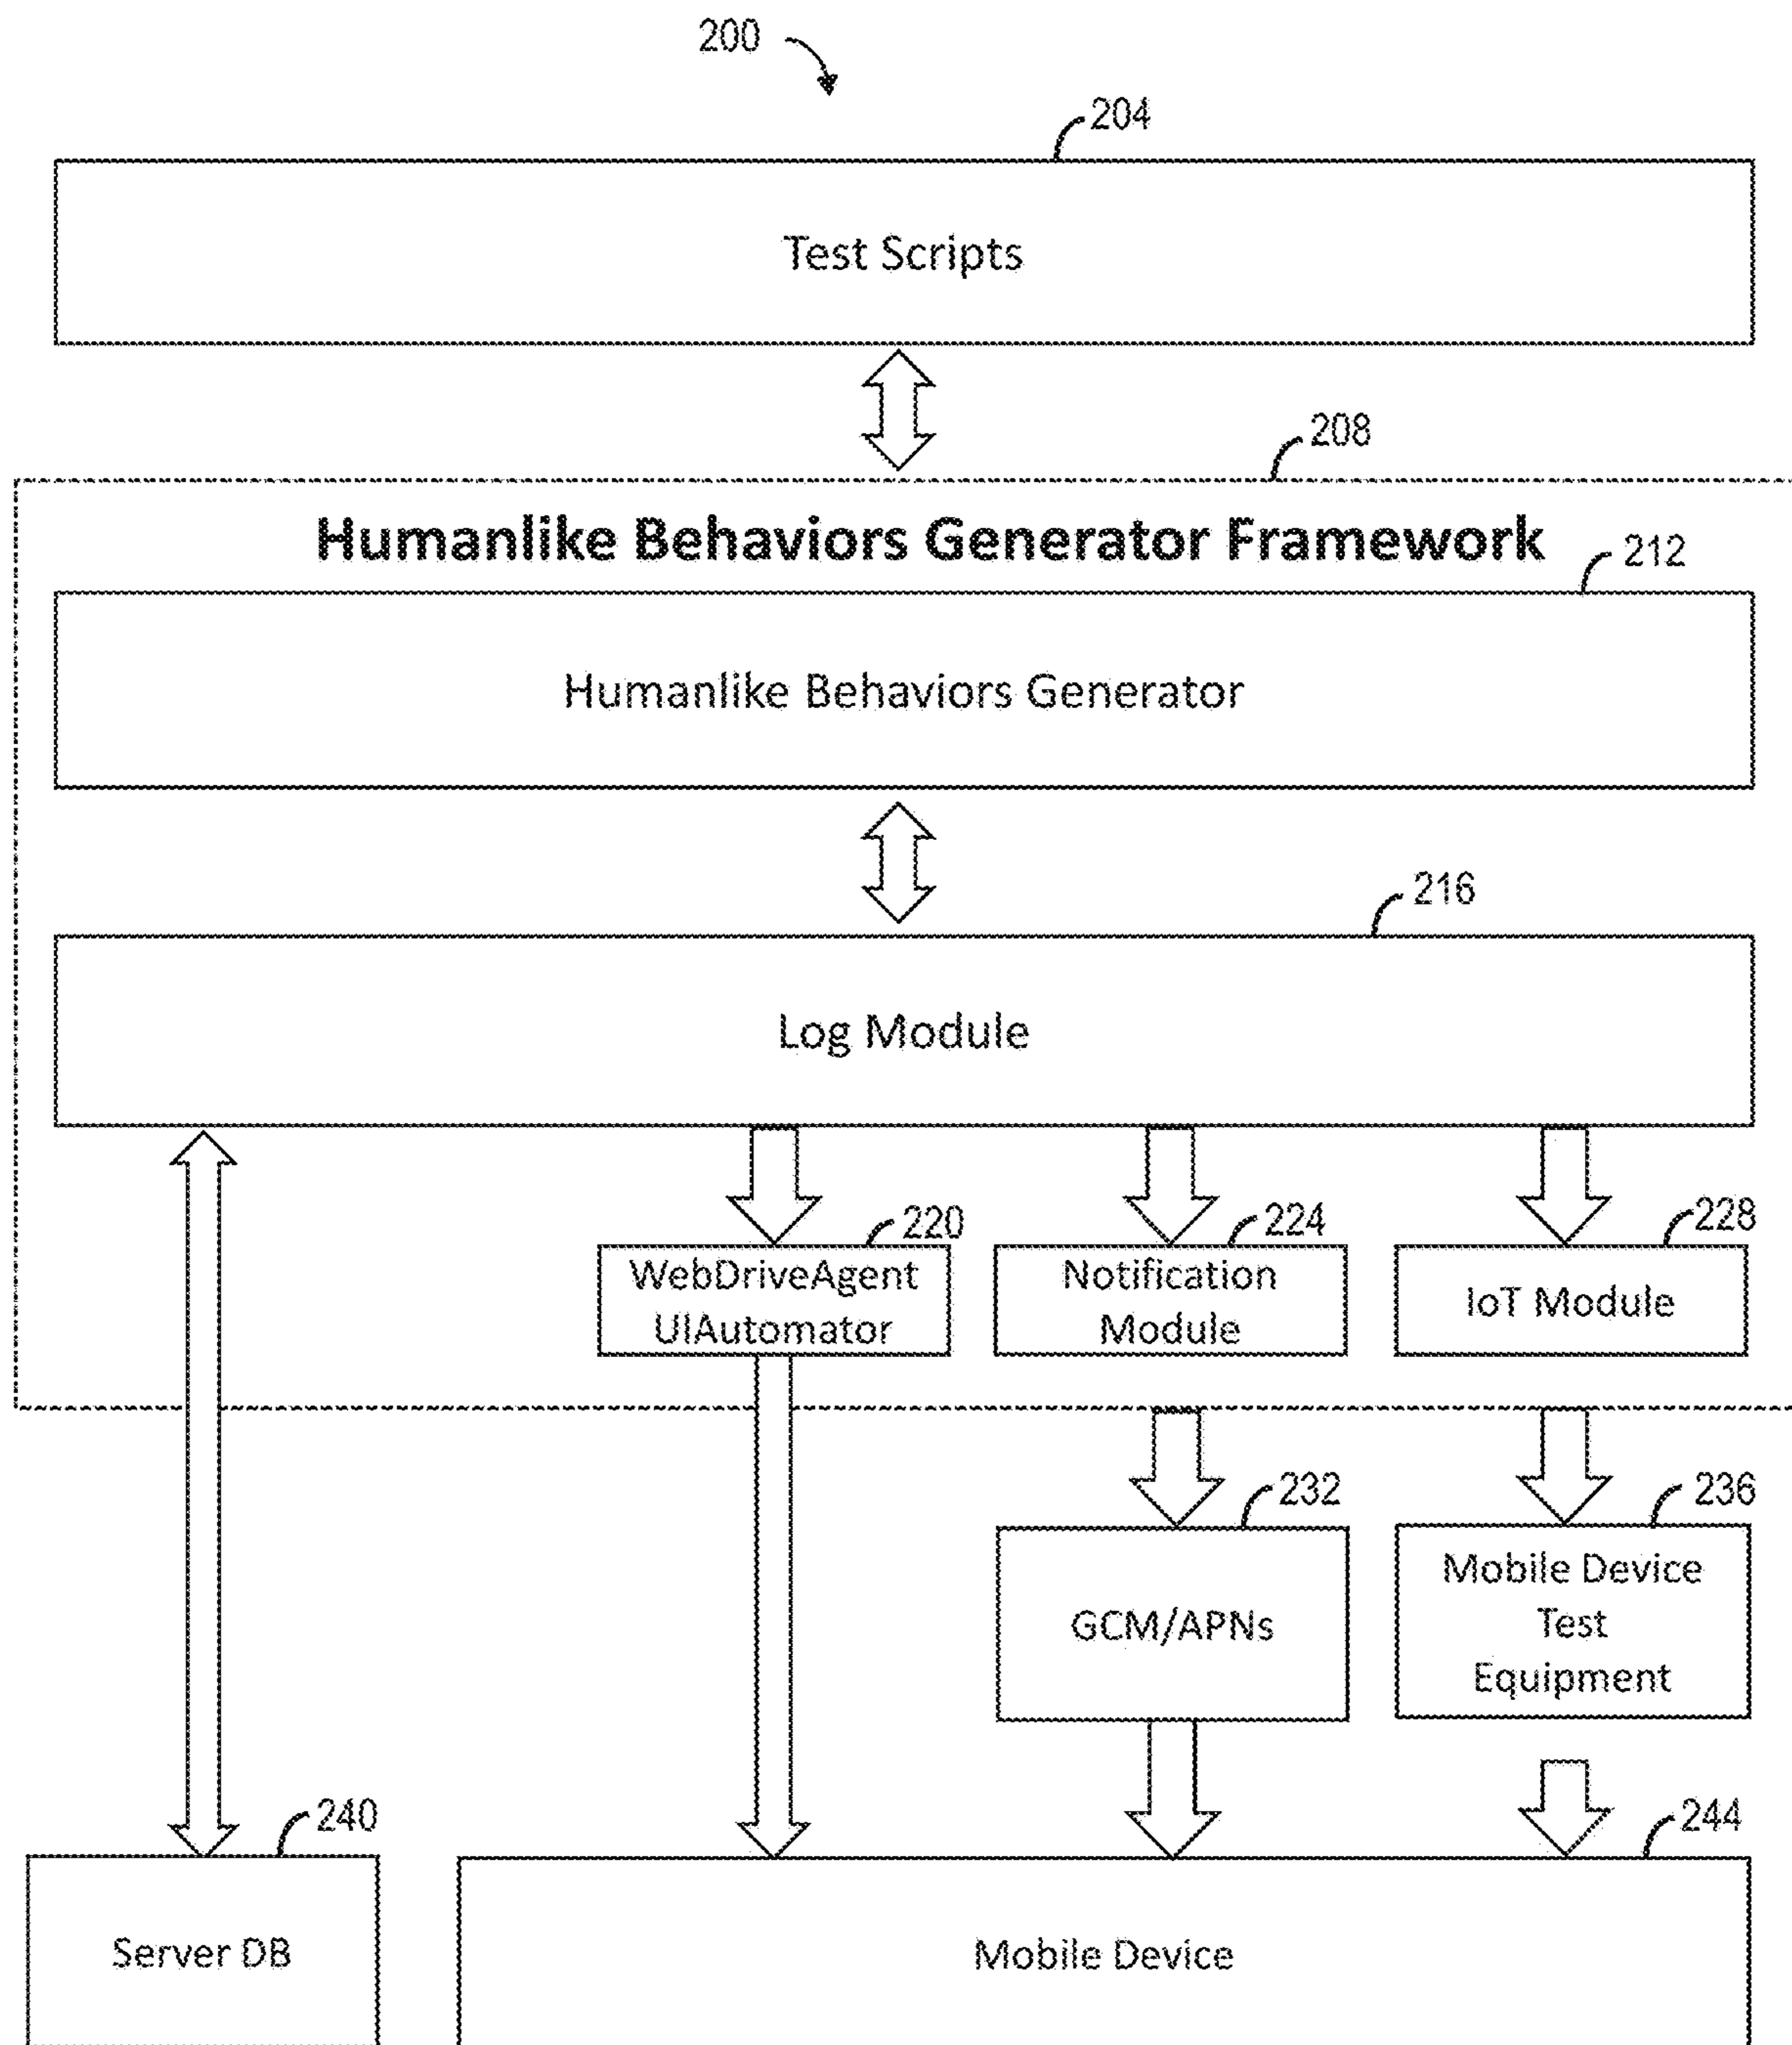 200
204
Test Scripts
208
Humanlike Behaviors Generator Framework
212
Humanlike Behaviors Generator
216
Log Module
220
224
228
WebDriveAgent
UIAutomator
Notification
Module
IoT Module
232
236
GCM/APNs
Mobile Device
Test
Equipment
240
244
Server DB
Mobile Device